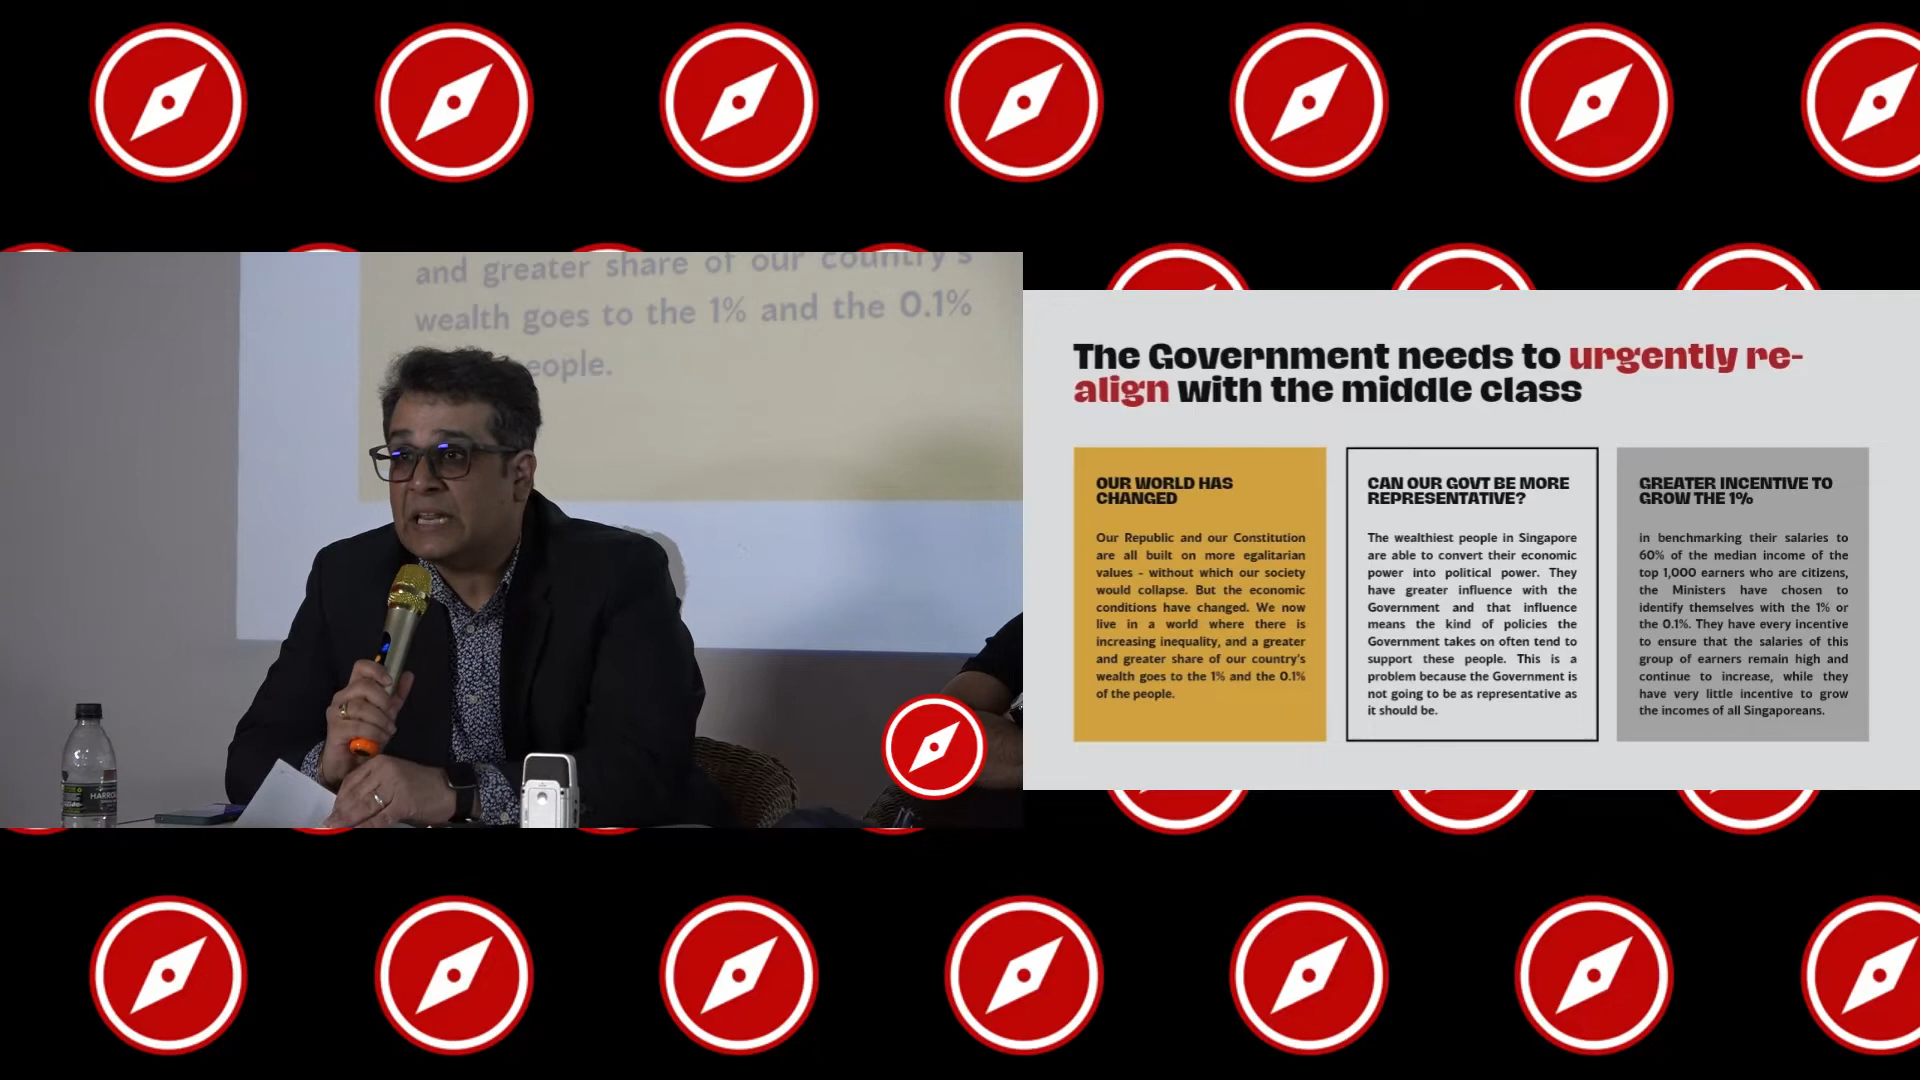 and greater share of our country's
wealth goes to the 1% and the 0.1%
eople.
HARRO
The Government needs to urgently re-
align with the middle class
OUR WORLD HAS
CHANGED
Our Republic and our Constitution
are all built on more egalitarian
values - without which our society
would collapse. But the economic
conditions have changed. We now
live in a world where there is
increasing inequality, and a greater
and greater share of our country's
wealth goes to the 1% and the 0.1%
of the people.
CAN OUR GOVT BE MORE
REPRESENTATIVE?
The wealthiest people in Singapore
are able to convert their economic
power into political power. They
have greater influence with the
Government and that influence
means the kind of policies the
Government takes on often tend to
support these people. This is a
problem because the Government is
not going to be as representative as
it should be.
GREATER INCENTIVE TO
GROW THE 1%
in benchmarking their salaries to
60% of the median income of the
top 1,000 earners who are citizens,
the Ministers have chosen to
identify themselves with the 1% or
the 0.1%. They have every incentive
to ensure that the salaries of this
group of earners remain high and
continue to increase, while they
have very little incentive to grow
the incomes of all Singaporeans.